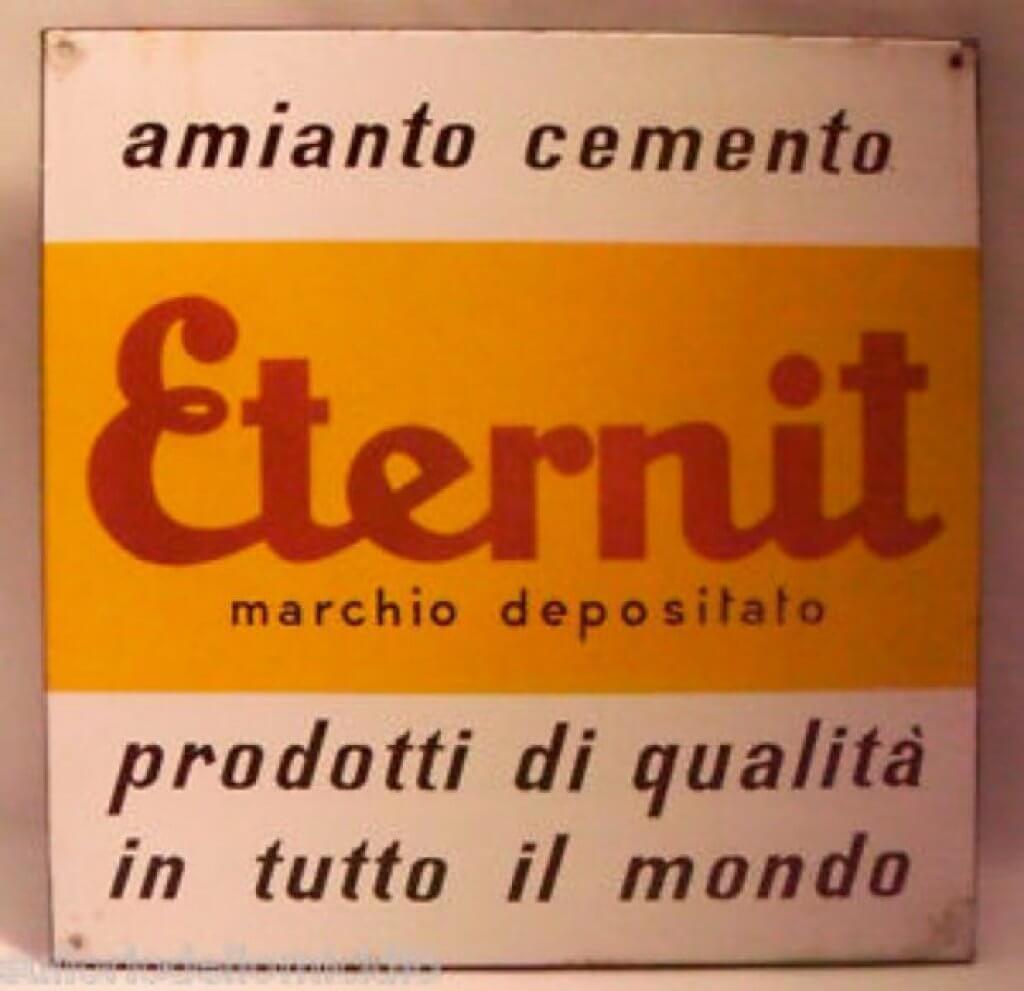 amianto cemento
Eternit
marchio depositato
prodotti di qualità
in tutto il mondo